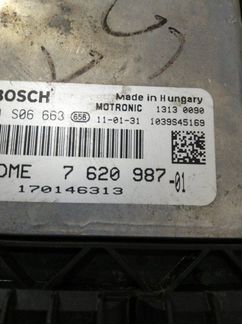 BOSCH Made in Hungary
MOTRONIC 1313 0090
S06 663 658 11-01-31 1039S45169
DME 7 620 987-01
170146313